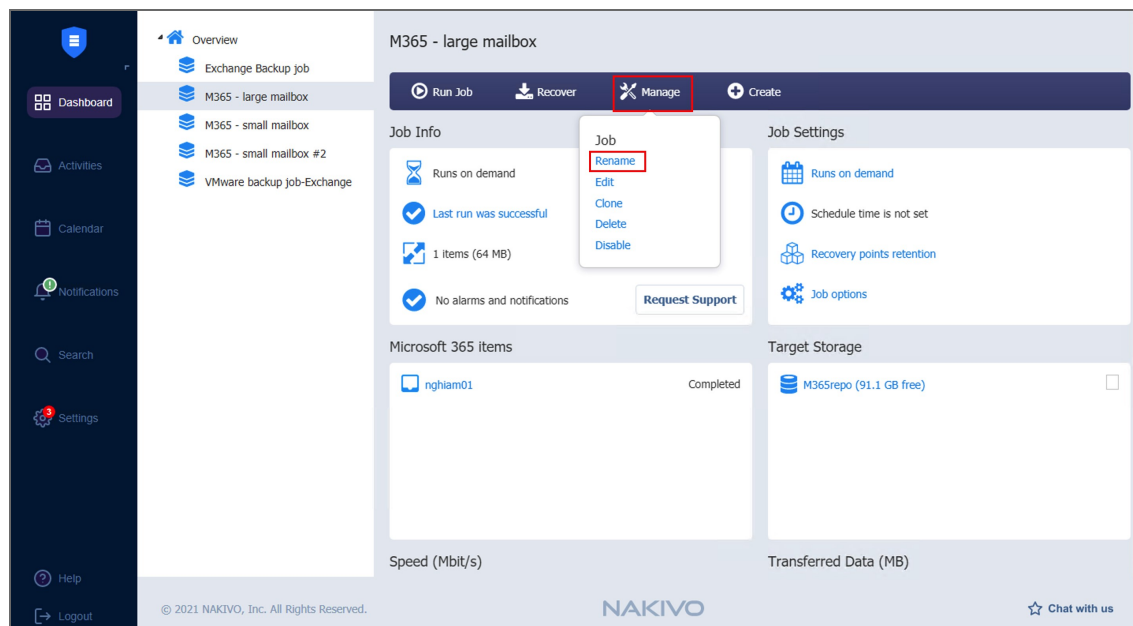 Dashboard
Activities
Calendar
!
Notifications
Search
3
Settings
Help
Logout
Overview
Exchange Backup job
M365 - large mailbox
M365 - small mailbox
M365 - small mailbox #2
VMware backup job-Exchange
M365 - large mailbox
Run Job
Recover
Manage
Create
Job Info
Runs on demand
Last run was successful
1 items (64 MB)
No alarms and notifications
Request Support
Job
Rename
Edit
Clone
Delete
Disable
Job Settings
Runs on demand
Schedule time is not set
Recovery points retention
Job options
Microsoft 365 items
nghiam01 Completed
Target Storage
M365repo (91.1 GB free)
Speed (Mbit/s)
Transferred Data (MB)
© 2021 NAKIVO, Inc. All Rights Reserved.
NAKIVO
Chat with us